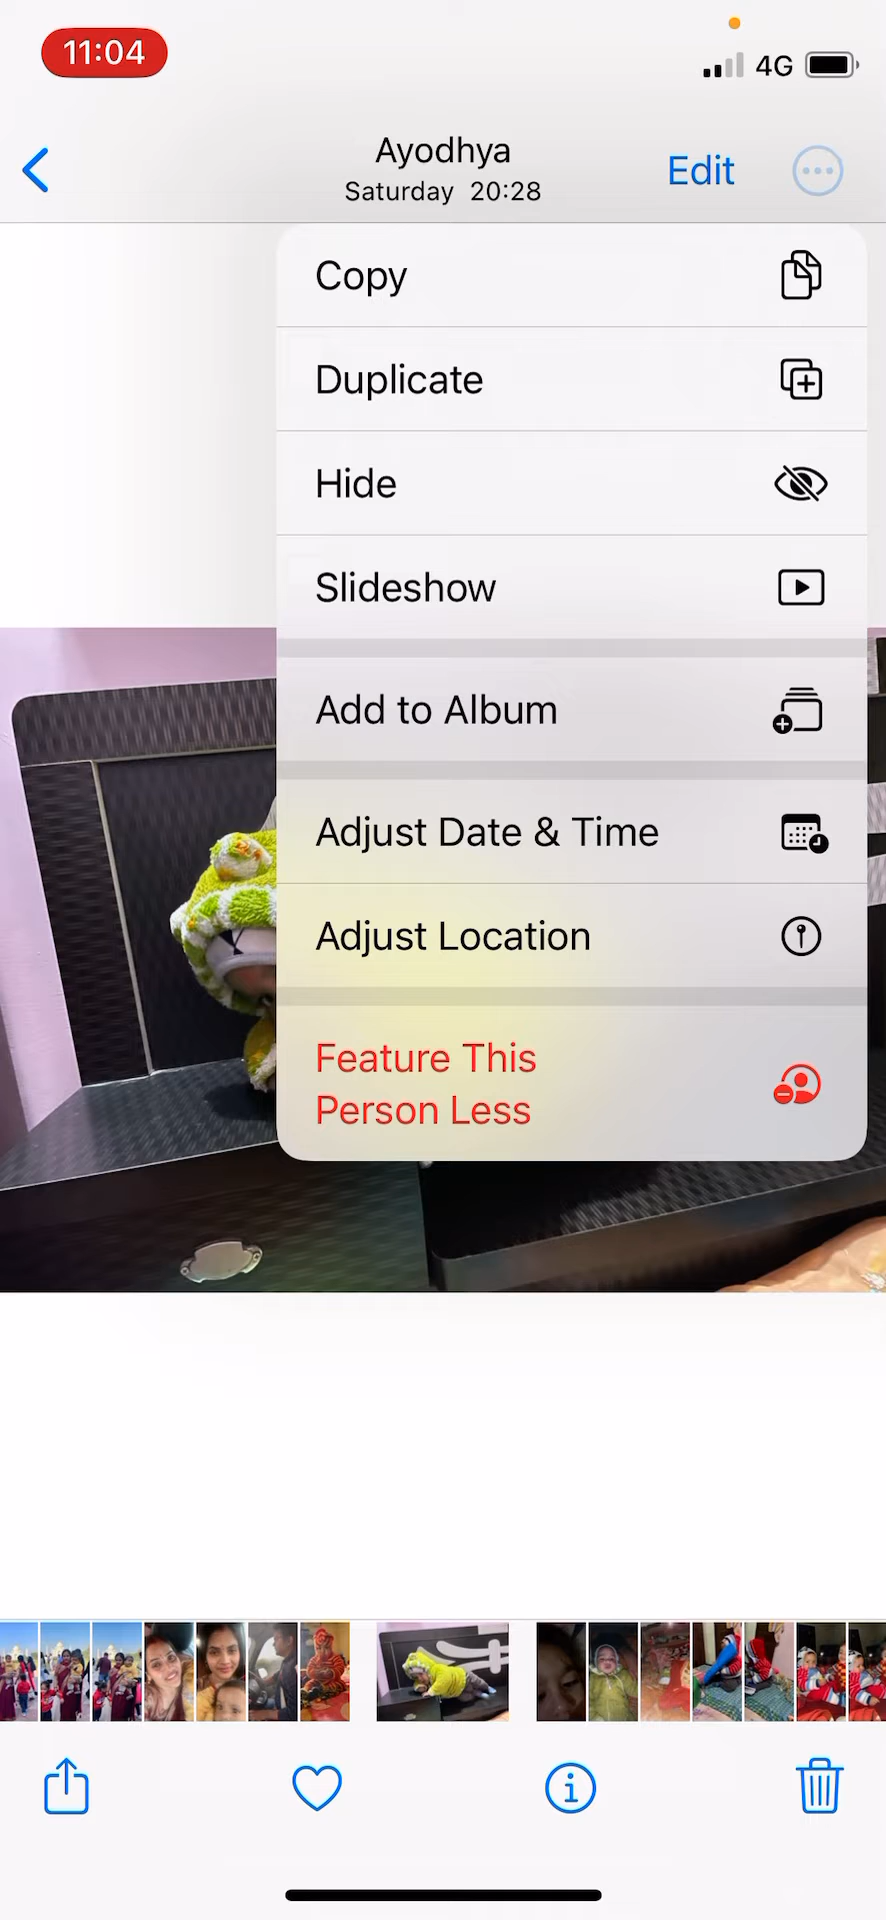 11:04
4G
Ayodhya
Edit
Saturday 20:28
Copy
Duplicate
Hide
Slideshow
Add to Album
Adjust Date & Time
Adjust Location
Feature This
Person Less